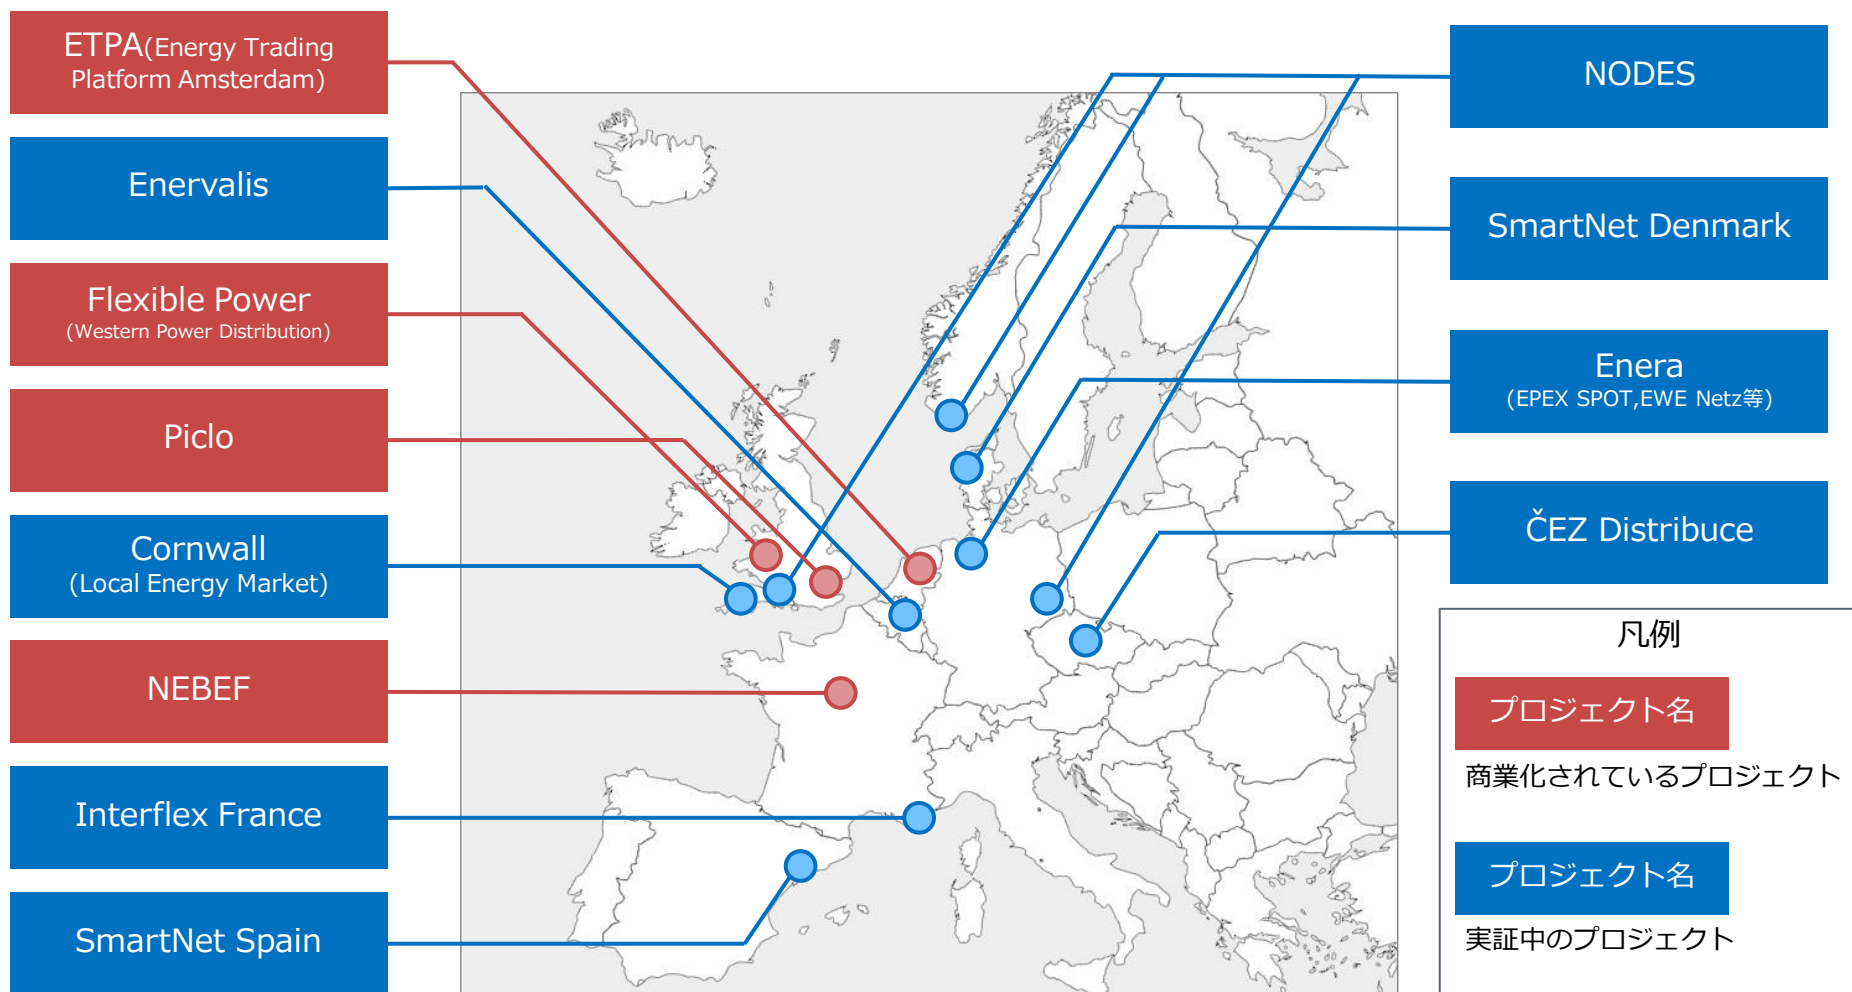 ETPA(Energy Trading
Platform Amsterdam)
Enervalis
Flexible Power
(Western Power Distribution)
Piclo
Cornwall
(Local Energy Market)
NEBEF
Interflex France
SmartNet Spain
NODES
SmartNet Denmark
Enera
(EPEX SPOT,EWE Netz等)
ČEZ Distribuce
凡例
プロジェクト名
商業化されているプロジェクト
プロジェクト名
実証中のプロジェクト